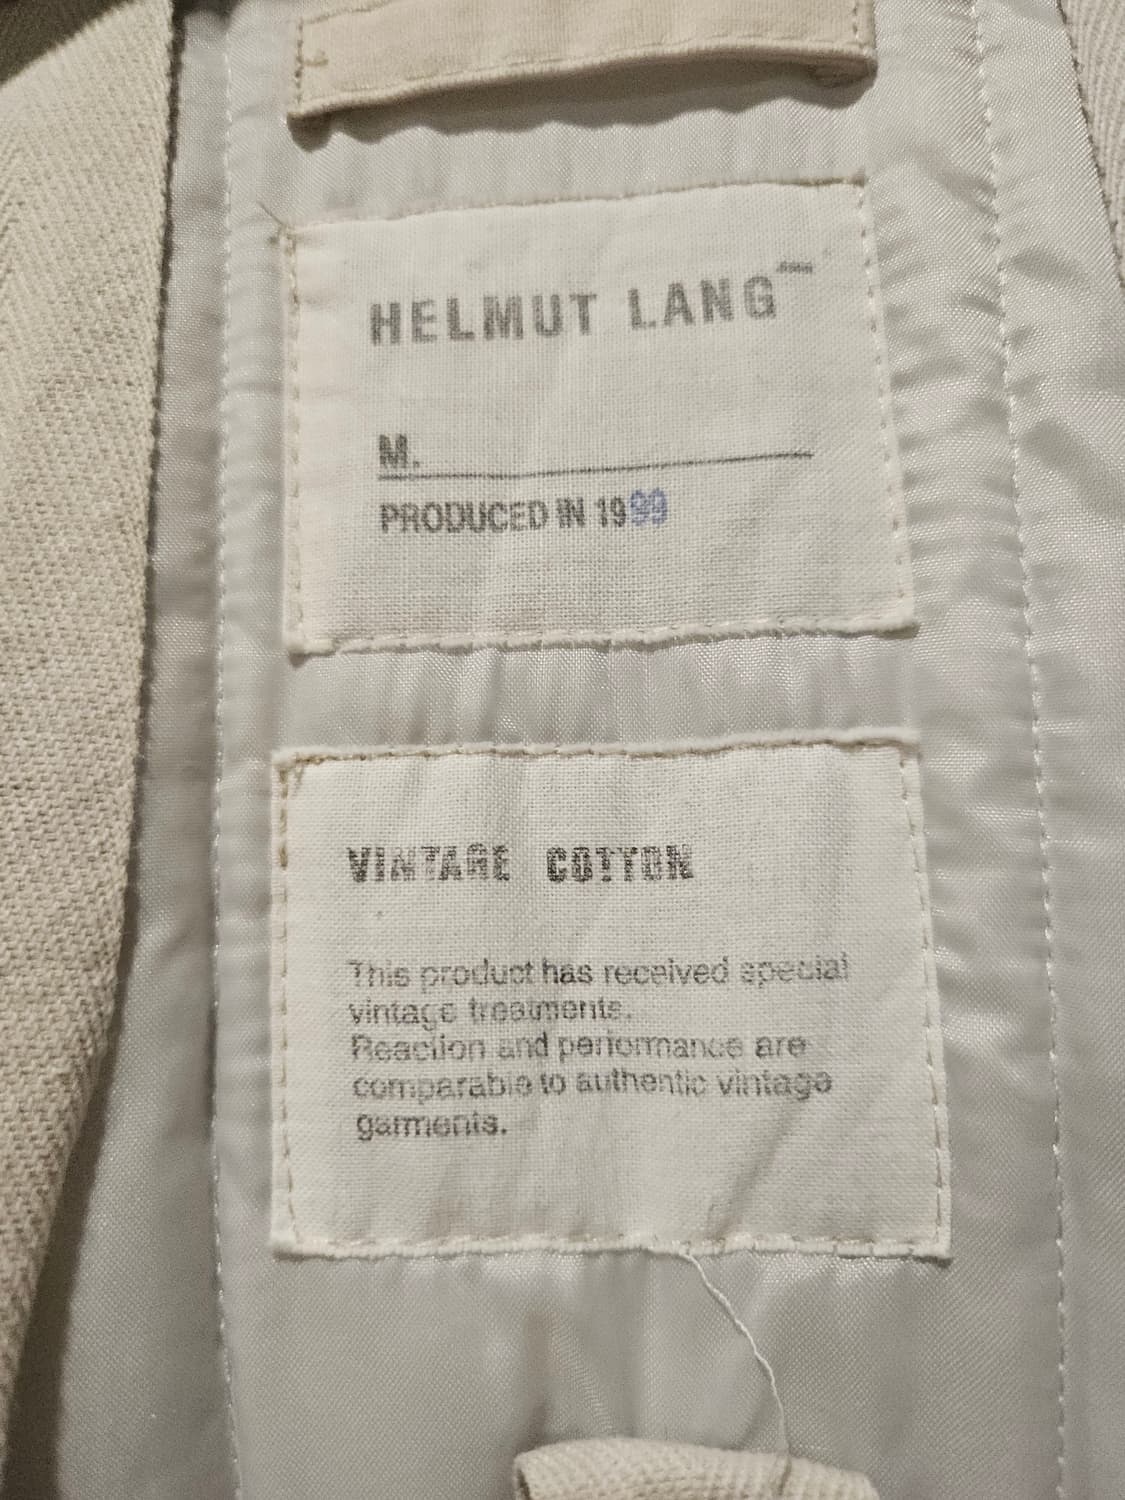 HELMUT LANG
M.
PRODUCED IN 1999
VINTAGE COTTON
This product has received special
vintage treatments.
Reaction and performance are
comparable to authentic vintage
garments.